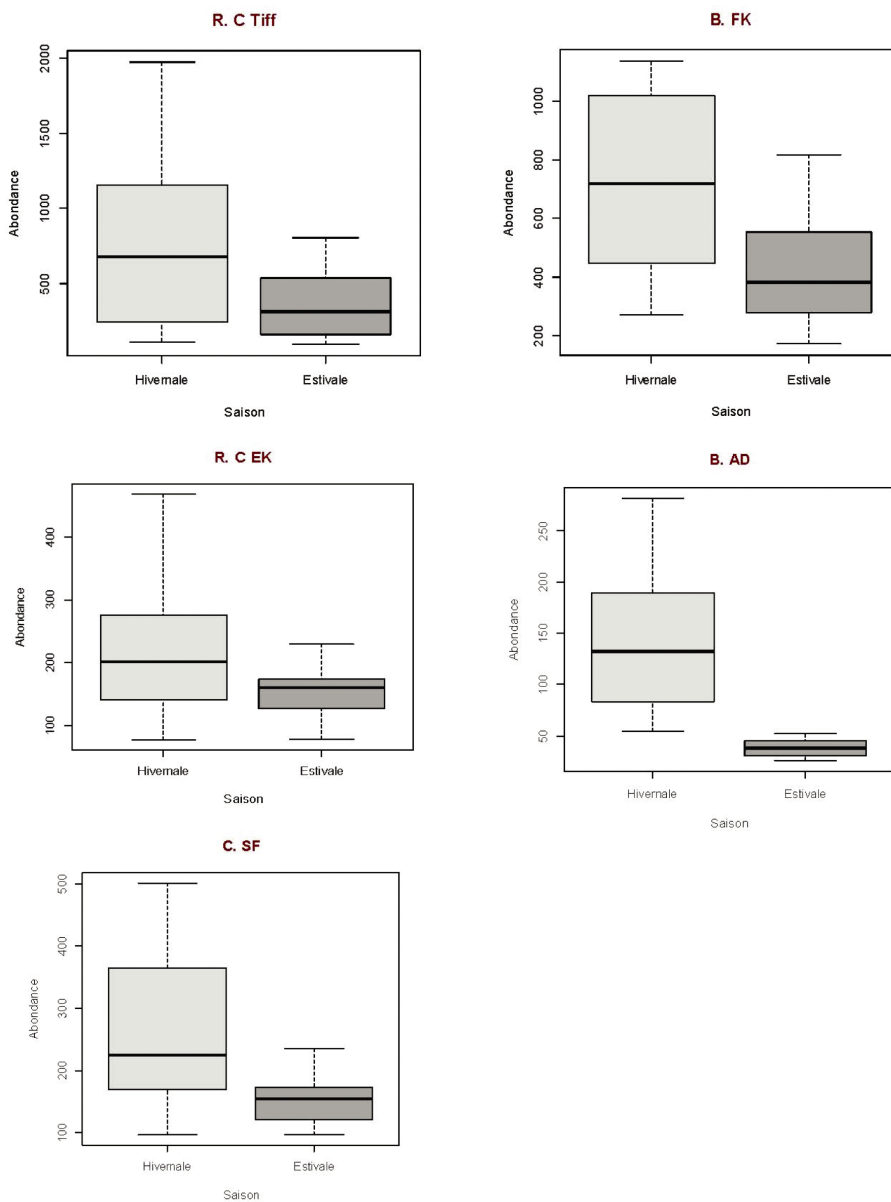 R. C Tiff
Abondance
2000
1500
1000
500
Hivernale Estivale
Saison
B. FK
Abondance
1000
800
600
400
200
Hivernale Estivale
Saison
R. C EK
Abondance
400
300
200
100
Hivernale Estivale
Saison
B. AD
Abondance
250
200
150
100
50
Hivernale Estivale
Saison
C. SF
Abondance
500
400
300
200
100
Hivernale Estivale
Saison